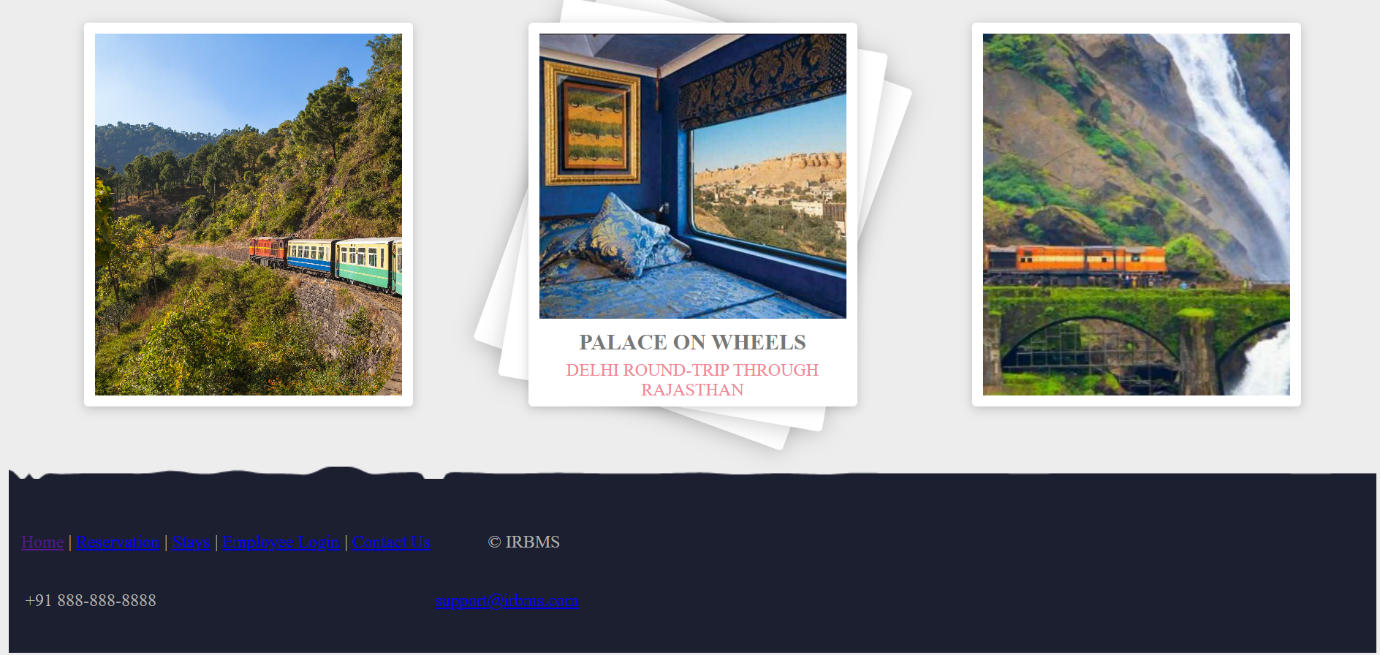 PALACE ON WHEELS
DELHI ROUND-TRIP THROUGH
RAJASTHAN
Home | Reservation | Stays | Employee Login | Contact Us © IRBMS
+91 888-888-8888 support@irbms.com